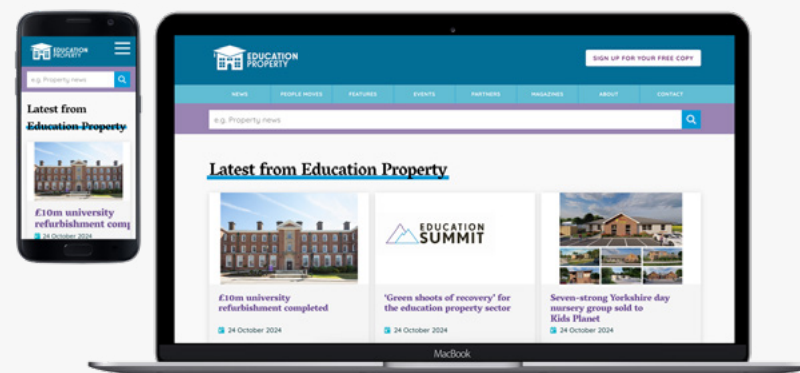 EDUCATION
PROPERTY
e.g. Property news
Latest from
Education Property
£10m university
refurbishment comp
24 October 2024
EDUCATION
PROPERTY
SIGN UP FOR YOUR FREE COPY
NEWS PEOPLE MOVES FEATURES EVENTS PARTNERS MAGAZINES ABOUT CONTACT
e.g. Property news
Latest from Education Property
EDUCATION
SUMMIT
£10m university
refurbishment completed
24 October 2024
'Green shoots of recovery' for
the education property sector
24 October 2024
Seven-strong Yorkshire day
nursery group sold to
Kids Planet
24 October 2024
MacBook